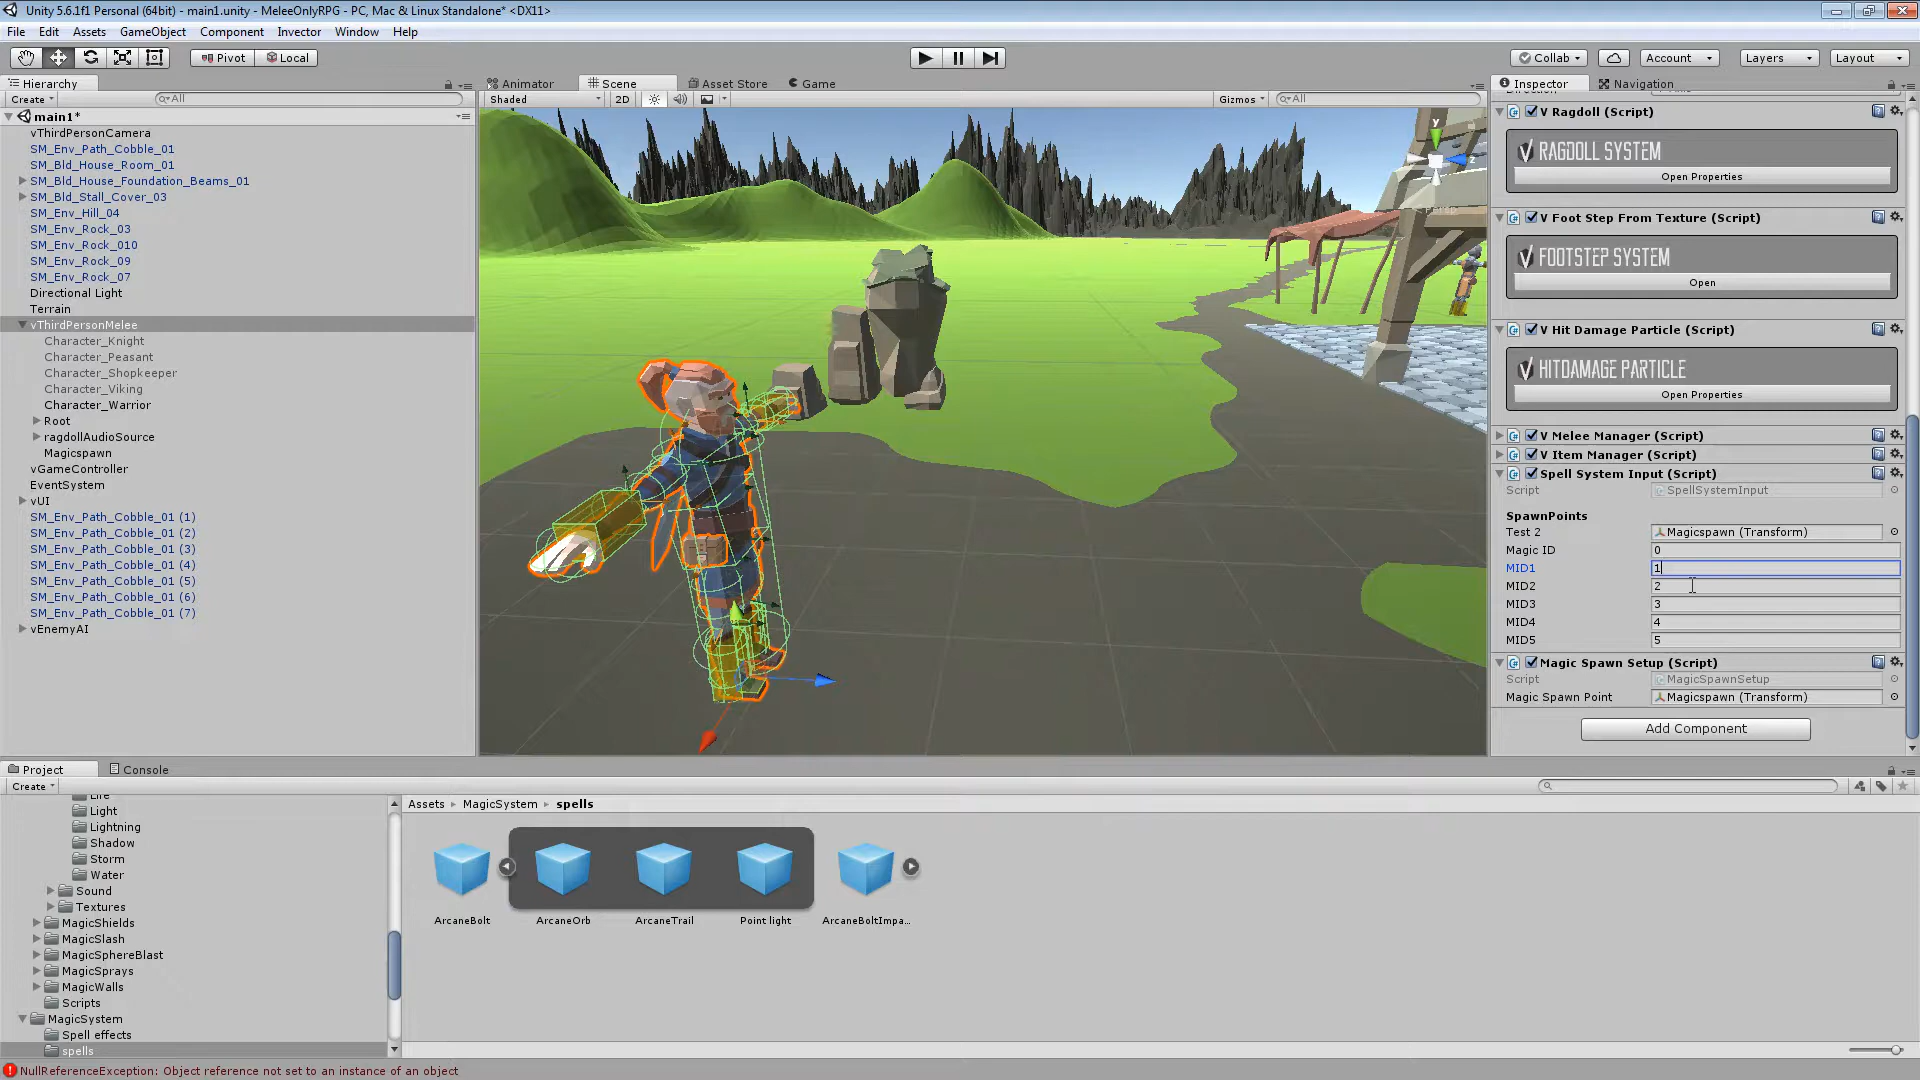 Unity 5.6.1f1 Personal (64bit) - main1.unity - MeleeOnlyRPG - PC, Mac & Linux Standalone* <DX11>
File Edit Assets GameObject Component Invector Window Help
Pivot Local
Collab Account Layers Layout
Hierarchy
Create All
main1*
vThirdPersonCamera
SM_Env_Path_Cobble_01
SM_Bld_House_Room_01
SM_Bld_House_Foundation_Beams_01
SM_Bld_Stall_Cover_03
SM_Env_Hill_04
SM_Env_Rock_03
SM_Env_Rock_010
SM_Env_Rock_09
SM_Env_Rock_07
Directional Light
Terrain
vThirdPersonMelee
Character_Knight
Character_Peasant
Character_Shopkeeper
Character_Viking
Character_Warrior
Root
ragdollAudioSource
Magicspawn
vGameController
EventSystem
vUI
SM_Env_Path_Cobble_01 (1)
SM_Env_Path_Cobble_01 (2)
SM_Env_Path_Cobble_01 (3)
SM_Env_Path_Cobble_01 (4)
SM_Env_Path_Cobble_01 (5)
SM_Env_Path_Cobble_01 (6)
SM_Env_Path_Cobble_01 (7)
vEnemyAI
Animator Scene Asset Store Game
Shaded 2D Gizmos All
y
z
Persp
Inspector Navigation
V Ragdoll (Script)
RAGDOLL SYSTEM
Open Properties
V Foot Step From Texture (Script)
FOOTSTEP SYSTEM
Open
V Hit Damage Particle (Script)
HITDAMAGE PARTICLE
Open Properties
V Melee Manager (Script)
V Item Manager (Script)
Spell System Input (Script)
Script SpellSystemInput
SpawnPoints
Test 2 Magicspawn (Transform)
Magic ID 0
MID1 1
MID2 2
MID3 3
MID4 4
MID5 5
Magic Spawn Setup (Script)
Script MagicSpawnSetup
Magic Spawn Point Magicspawn (Transform)
Add Component
Project Console
Create
Light
Lightning
Shadow
Storm
Water
Sound
Textures
MagicShields
MagicSlash
MagicSphereBlast
MagicSprays
MagicWalls
Scripts
MagicSystem
Spell effects
spells
Assets MagicSystem spells
ArcaneBolt ArcaneOrb ArcaneTrail Point light ArcaneBoltImpa...
NullReferenceException: Object reference not set to an instance of an object